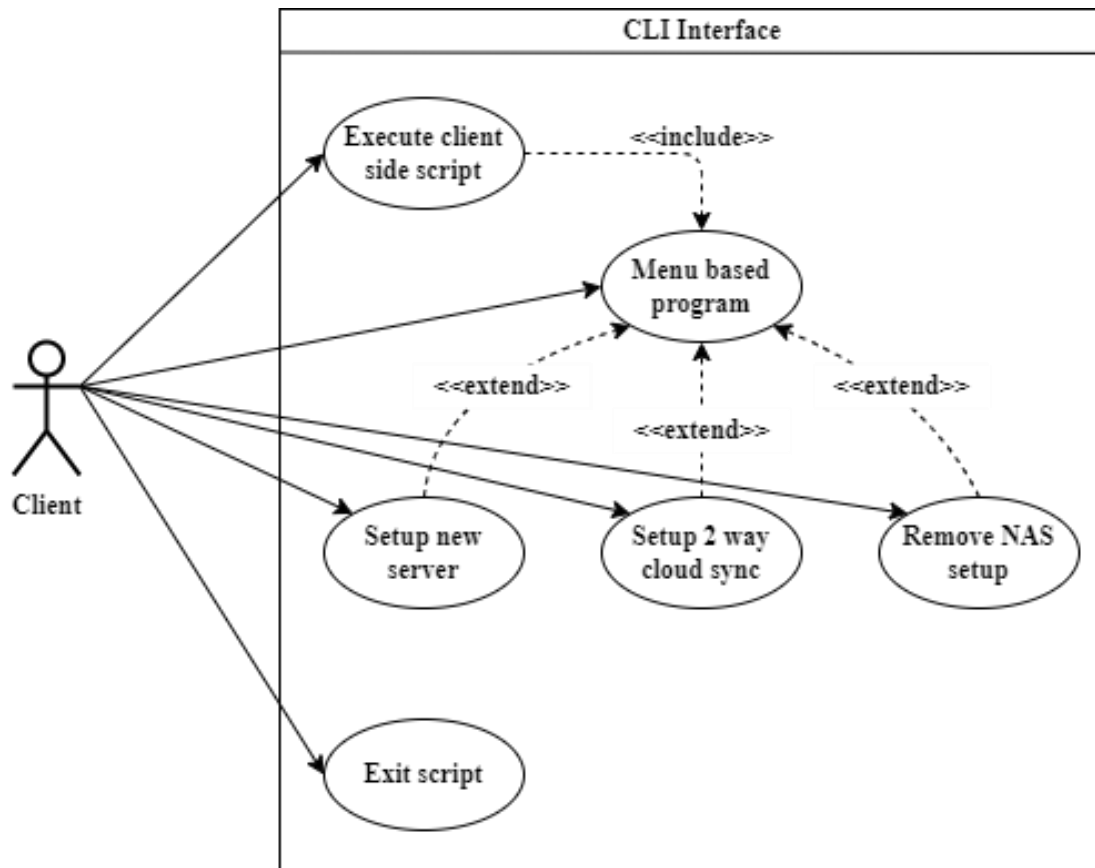 CLI Interface
Execute client
side script
<<include>>
Menu based
program
<<extend>>
<<extend>>
<<extend>>
Client
Setup new
server
Setup 2 way
cloud sync
Remove NAS
setup
Exit script